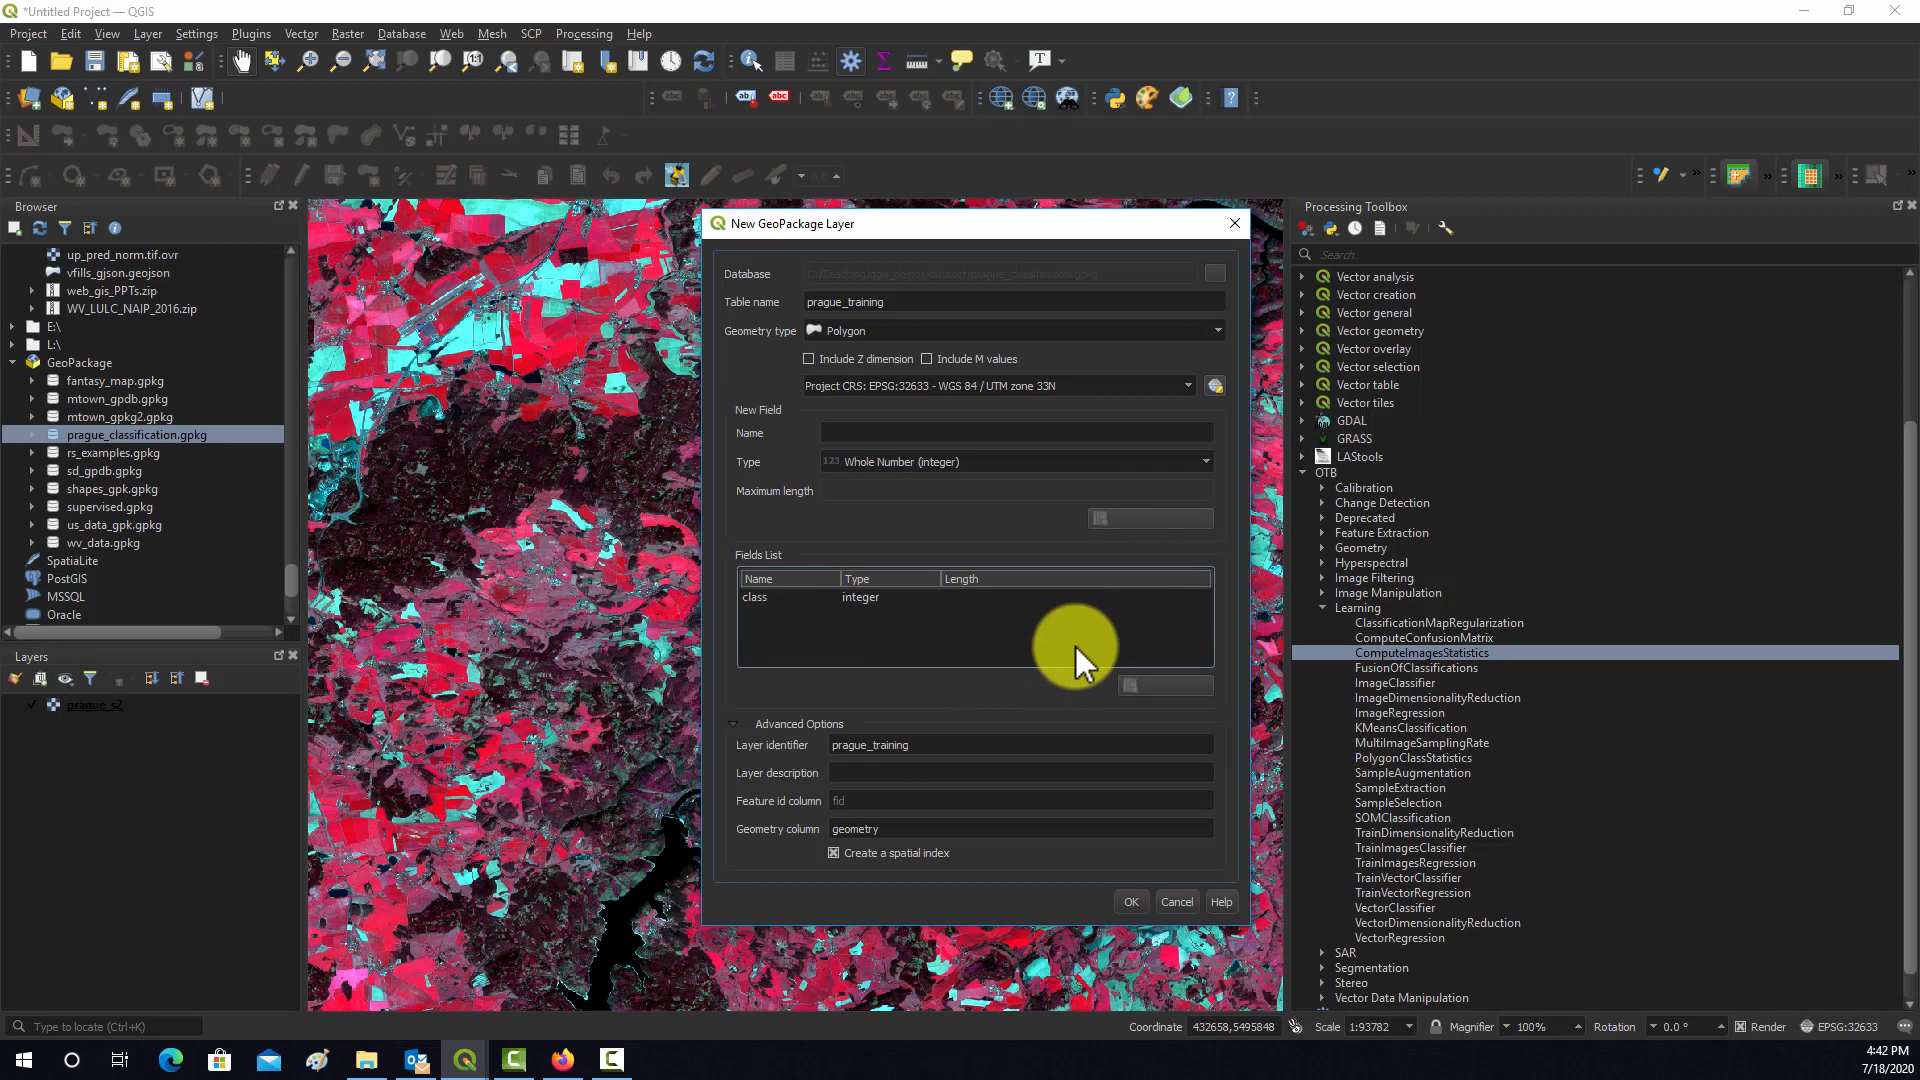 *Untitled Project — QGIS
Project Edit View Layer Settings Plugins Vector Raster Database Web Mesh SCP Processing Help
Browser
up_pred_norm.tif.ovr
vfills_gjson.geojson
web_gis_PPTs.zip
WV_LULC_NAIP_2016.zip
E:\
L:\
GeoPackage
fantasy_map.gpkg
mtown_gpdb.gpkg
mtown_gpkg2.gpkg
prague_classification.gpkg
rs_examples.gpkg
sd_gpdb.gpkg
shapes_gpk.gpkg
supervised.gpkg
us_data_gpk.gpkg
wv_data.gpkg
SpatiaLite
PostGIS
MSSQL
Oracle
Layers
prague_s2
New GeoPackage Layer
Database
Table name prague_training
Geometry type Polygon
Include Z dimension Include M values
Project CRS: EPSG:32633 - WGS 84 / UTM zone 33N
New Field
Name
Type 123 Whole Number (integer)
Maximum length
Fields List
Name Type Length
class integer
Advanced Options
Layer identifier prague_training
Layer description
Feature id column fid
Geometry column geometry
Create a spatial index
OK Cancel Help
Processing Toolbox
Search...
Vector analysis
Vector creation
Vector general
Vector geometry
Vector overlay
Vector selection
Vector table
Vector tiles
GDAL
GRASS
LAStools
OTB
Calibration
Change Detection
Deprecated
Feature Extraction
Geometry
Hyperspectral
Image Filtering
Image Manipulation
Learning
ClassificationMapRegularization
ComputeConfusionMatrix
ComputeImagesStatistics
FusionOfClassifications
ImageClassifier
ImageDimensionalityReduction
ImageRegression
KMeansClassification
MultiImageSamplingRate
PolygonClassStatistics
SampleAugmentation
SampleExtraction
SampleSelection
SOMClassification
TrainDimensionalityReduction
TrainImagesClassifier
TrainImagesRegression
TrainVectorClassifier
TrainVectorRegression
VectorClassifier
VectorDimensionalityReduction
VectorRegression
SAR
Segmentation
Stereo
Vector Data Manipulation
Type to locate (Ctrl+K)
Coordinate 432658,5495848 Scale 1:93782 Magnifier 100% Rotation 0.0 ° Render EPSG:32633
4:42 PM
7/18/2020